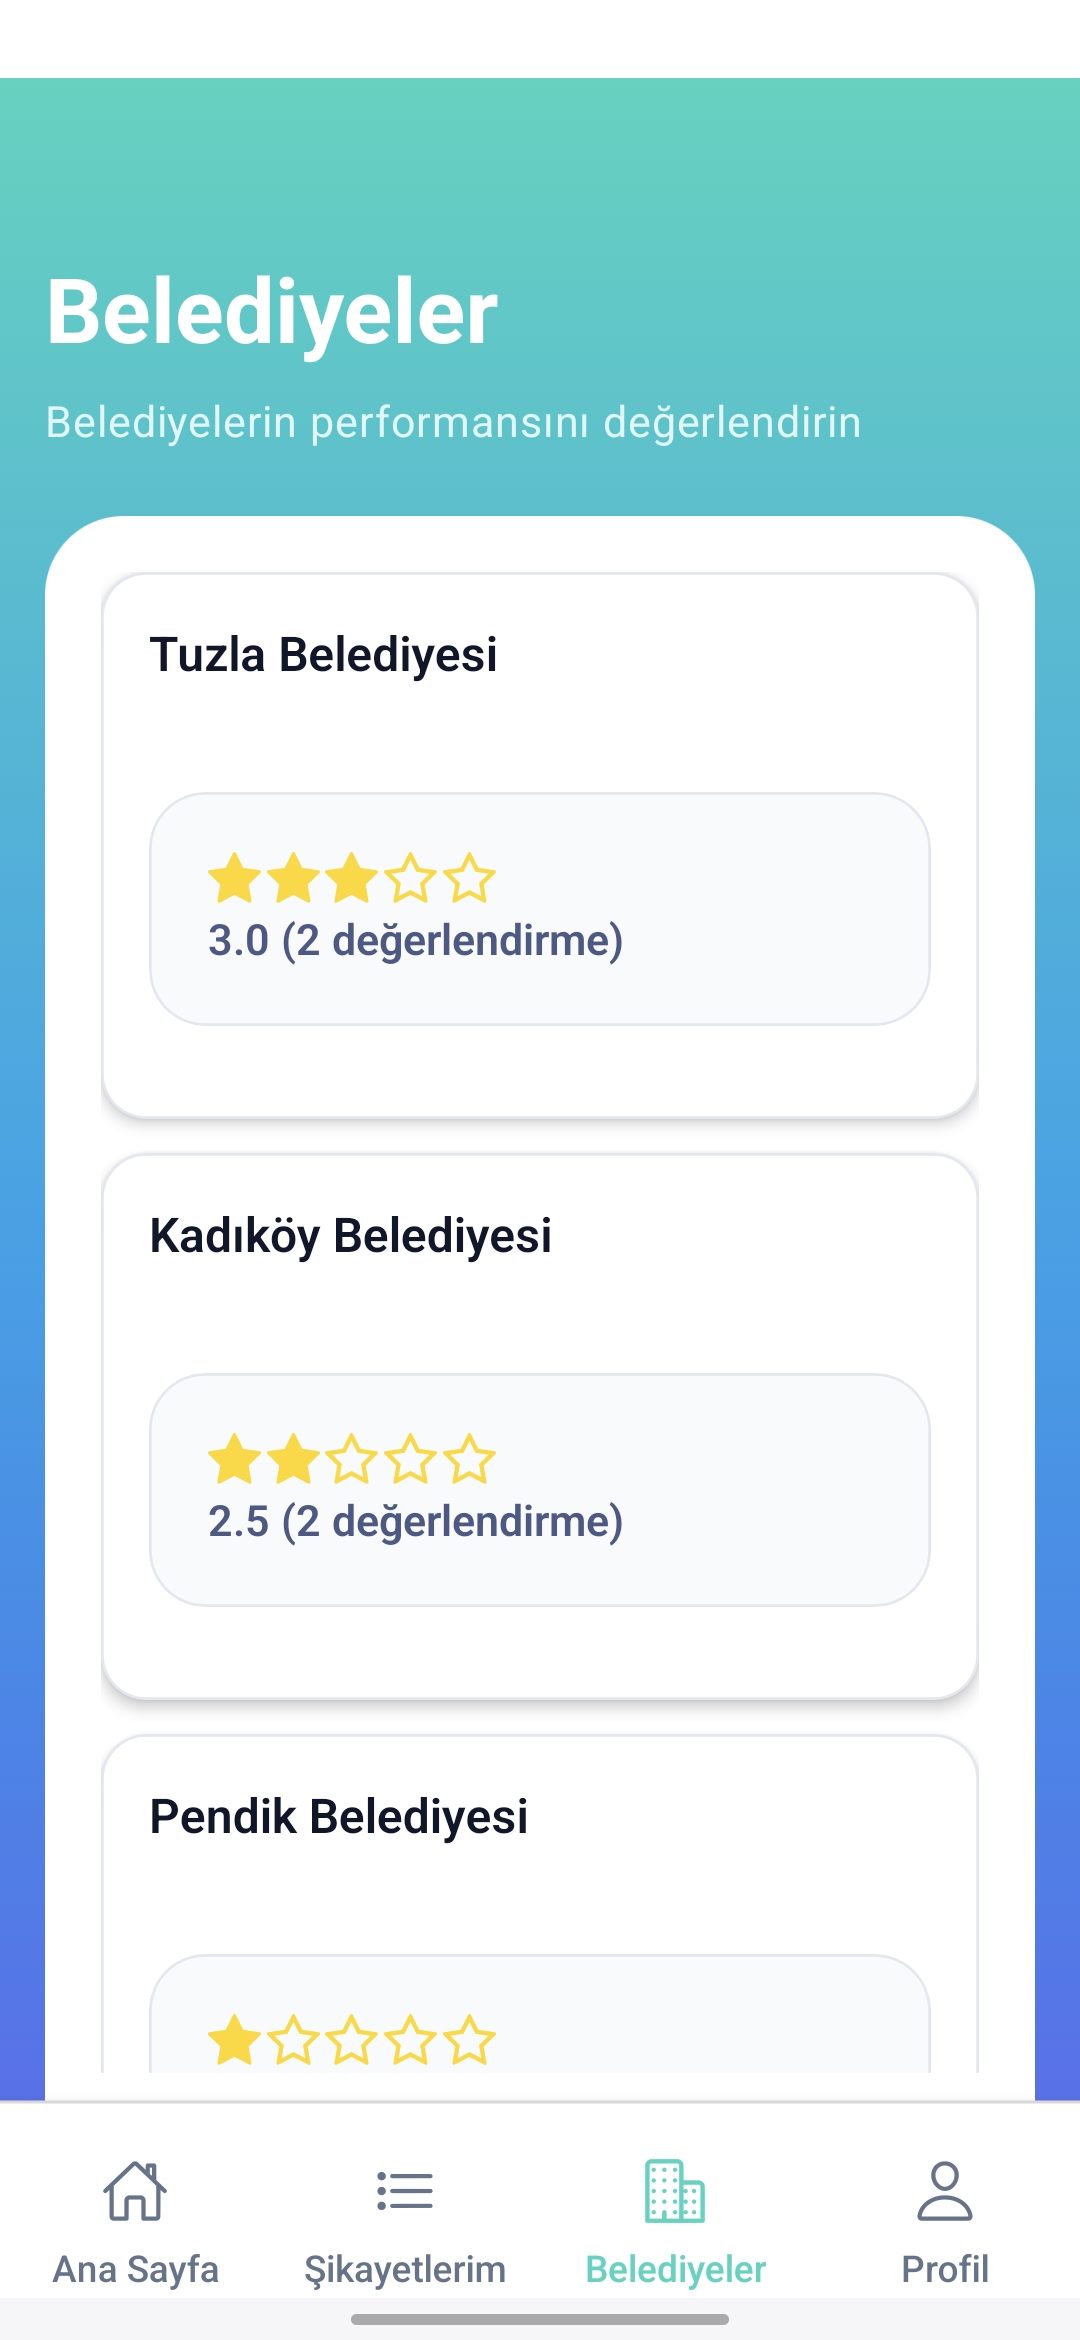 Belediyeler
Belediyelerin performansını değerlendirin
Tuzla Belediyesi
3.0 (2 değerlendirme)
Kadıköy Belediyesi
2.5 (2 değerlendirme)
Pendik Belediyesi
Ana Sayfa
Şikayetlerim
Belediyeler
Profil